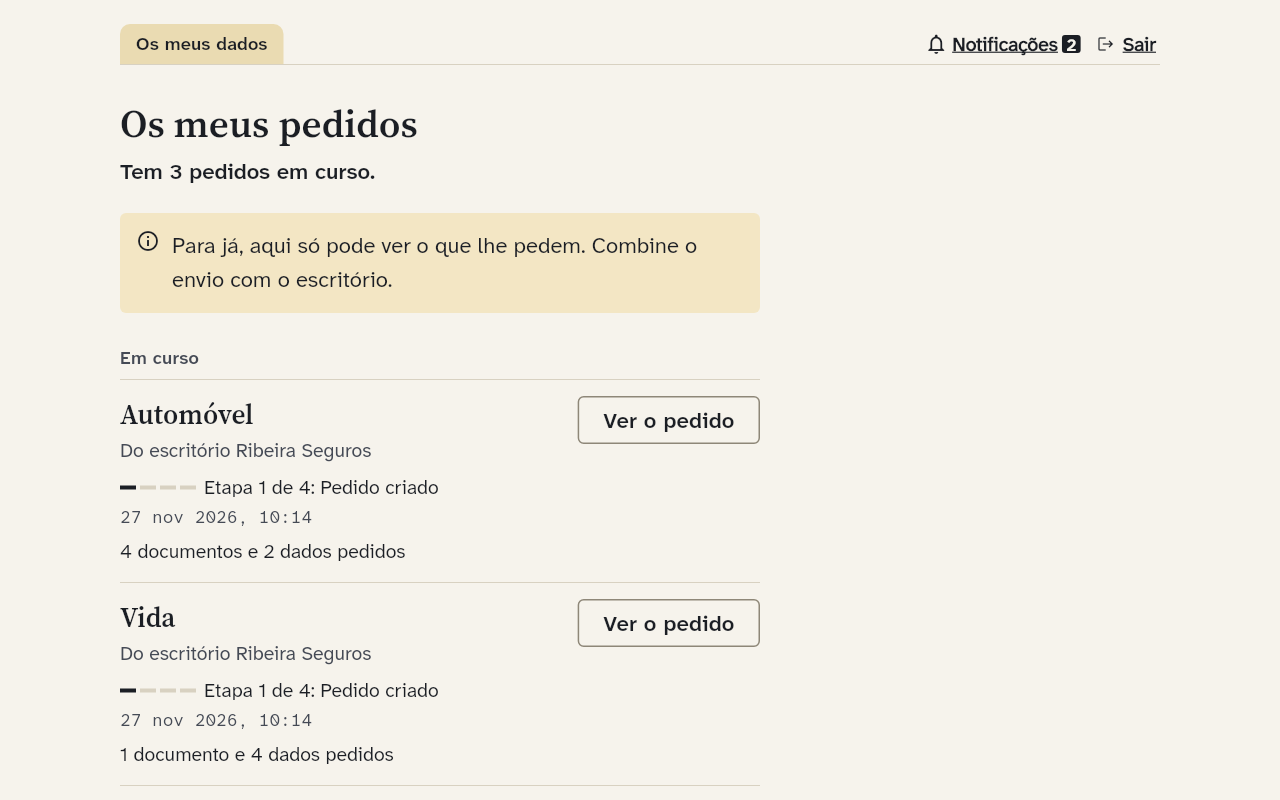 Os meus dados
Notificações 2
Sair
Os meus pedidos
Tem 3 pedidos em curso.
Para já, aqui só pode ver o que lhe pedem. Combine o
envio com o escritório.
Em curso
Automóvel
Ver o pedido
Do escritório Ribeira Seguros
Etapa 1 de 4: Pedido criado
27 nov 2026, 10:14
4 documentos e 2 dados pedidos
Vida
Ver o pedido
Do escritório Ribeira Seguros
Etapa 1 de 4: Pedido criado
27 nov 2026, 10:14
1 documento e 4 dados pedidos